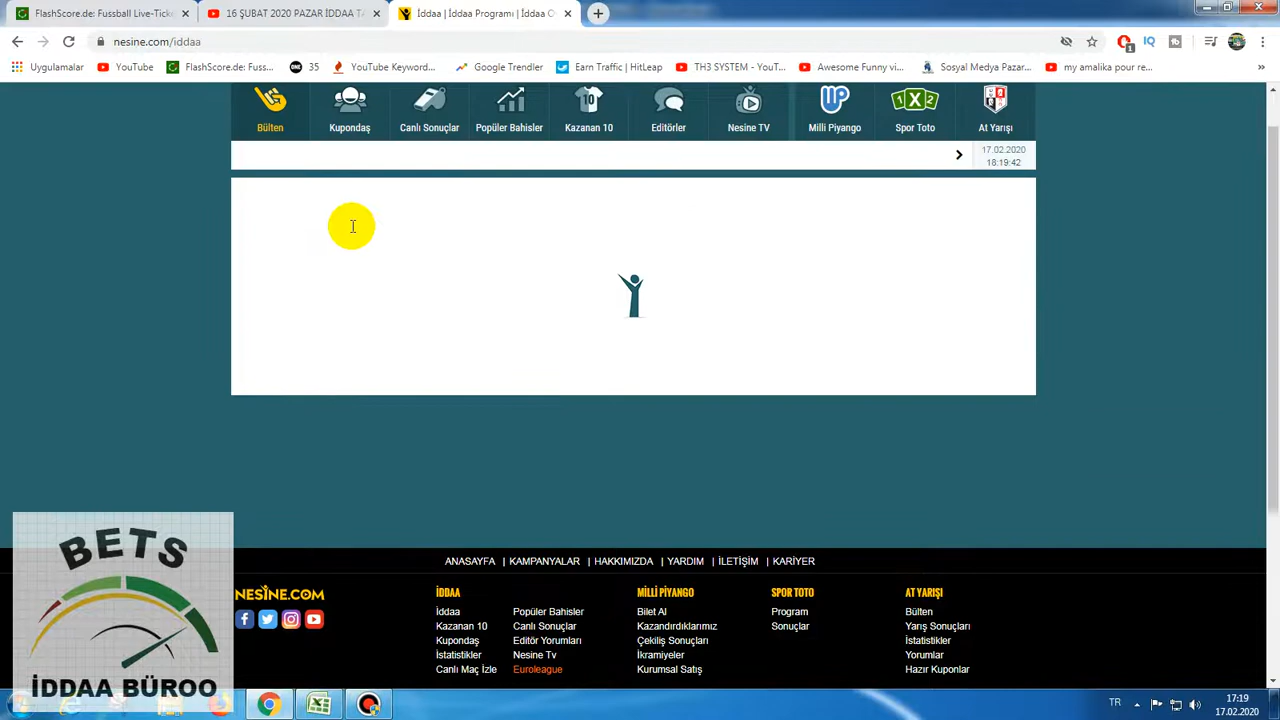 FlashScore.de: Fussball Live-Ticke
16 ŞUBAT 2020 PAZAR İDDAA TA
İddaa | İddaa Programı | İddaa O
nesine.com/iddaa
Uygulamalar
YouTube
FlashScore.de: Fuss...
ONE
35
YouTube Keyword...
Google Trendler
Earn Traffic | HitLeap
TH3 SYSTEM - YouT...
Awesome Funny vi...
Sosyal Medya Pazar...
my amalika pour re...
»
Bülten
Kupondaş
Canlı Sonuçlar
Popüler Bahisler
10
Kazanan 10
Editörler
Nesine TV
Milli Piyango
1X2
Spor Toto
At Yarışı
17.02.2020
18:19:42
BETS
İDDAA BÜROO
ANASAYFA | KAMPANYALAR | HAKKIMIZDA | YARDIM | İLETİŞİM | KARİYER
NESİNE.COM
İDDAA
İddaa
Kazanan 10
Kupondaş
İstatistikler
Canlı Maç İzle
Popüler Bahisler
Canlı Sonuçlar
Editör Yorumları
Nesine Tv
Euroleague
MİLLİ PİYANGO
Bilet Al
Kazandırdıklarımız
Çekiliş Sonuçları
İkramiyeler
Kurumsal Satış
SPOR TOTO
Program
Sonuçlar
AT YARIŞI
Bülten
Yarış Sonuçları
İstatistikler
Yorumlar
Hazır Kuponlar
TR
17:19
17.02.2020